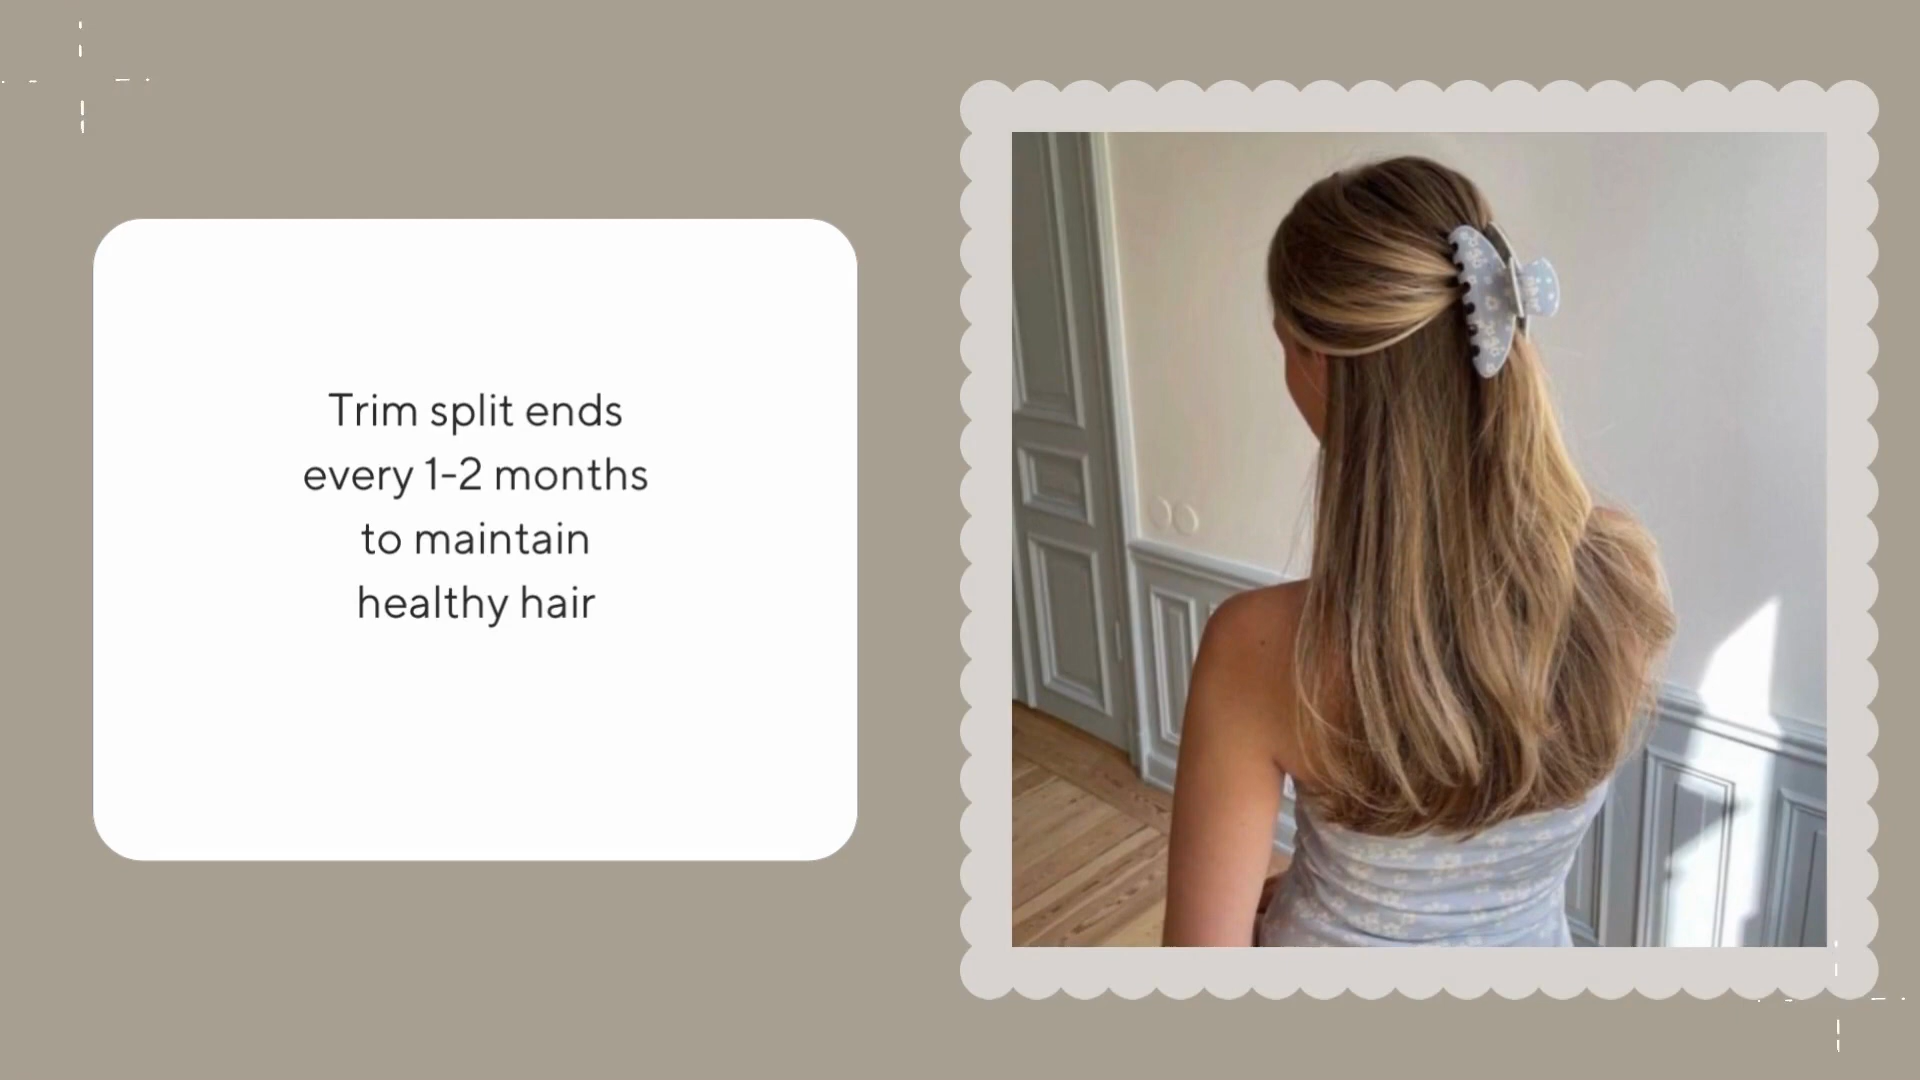 Trim split ends
every 1-2 months
to maintain
healthy hair